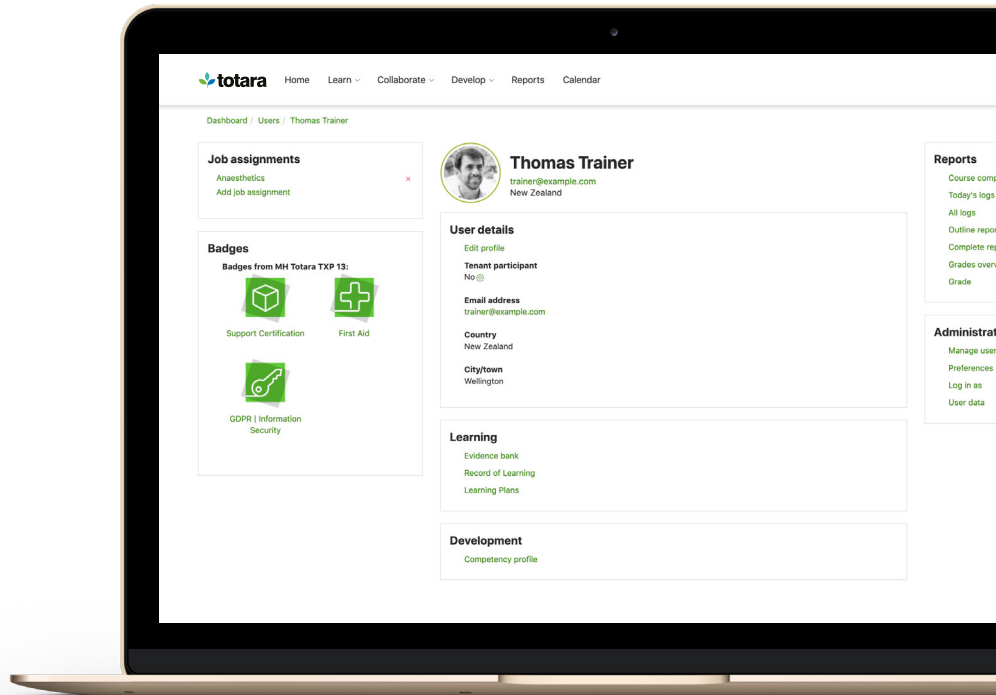 totara
Home Learn Collaborate Develop Reports Calendar
Dashboard / Users / Thomas Trainer
Job assignments
Anaesthetics
Add job assignment
Badges
Badges from MH Totara TXP 13:
Support Certification
First Aid
GDPR | Information
Security
Thomas Trainer
trainer@example.com
New Zealand
User details
Edit profile
Tenant participant
No
Email address
trainer@example.com
Country
New Zealand
City/town
Wellington
Learning
Evidence bank
Record of Learning
Learning Plans
Development
Competency profile
Reports
Course
Today's logs
All logs
Outline
Complete
Grades
Grade
Manage
Preferences
Log in as
User data